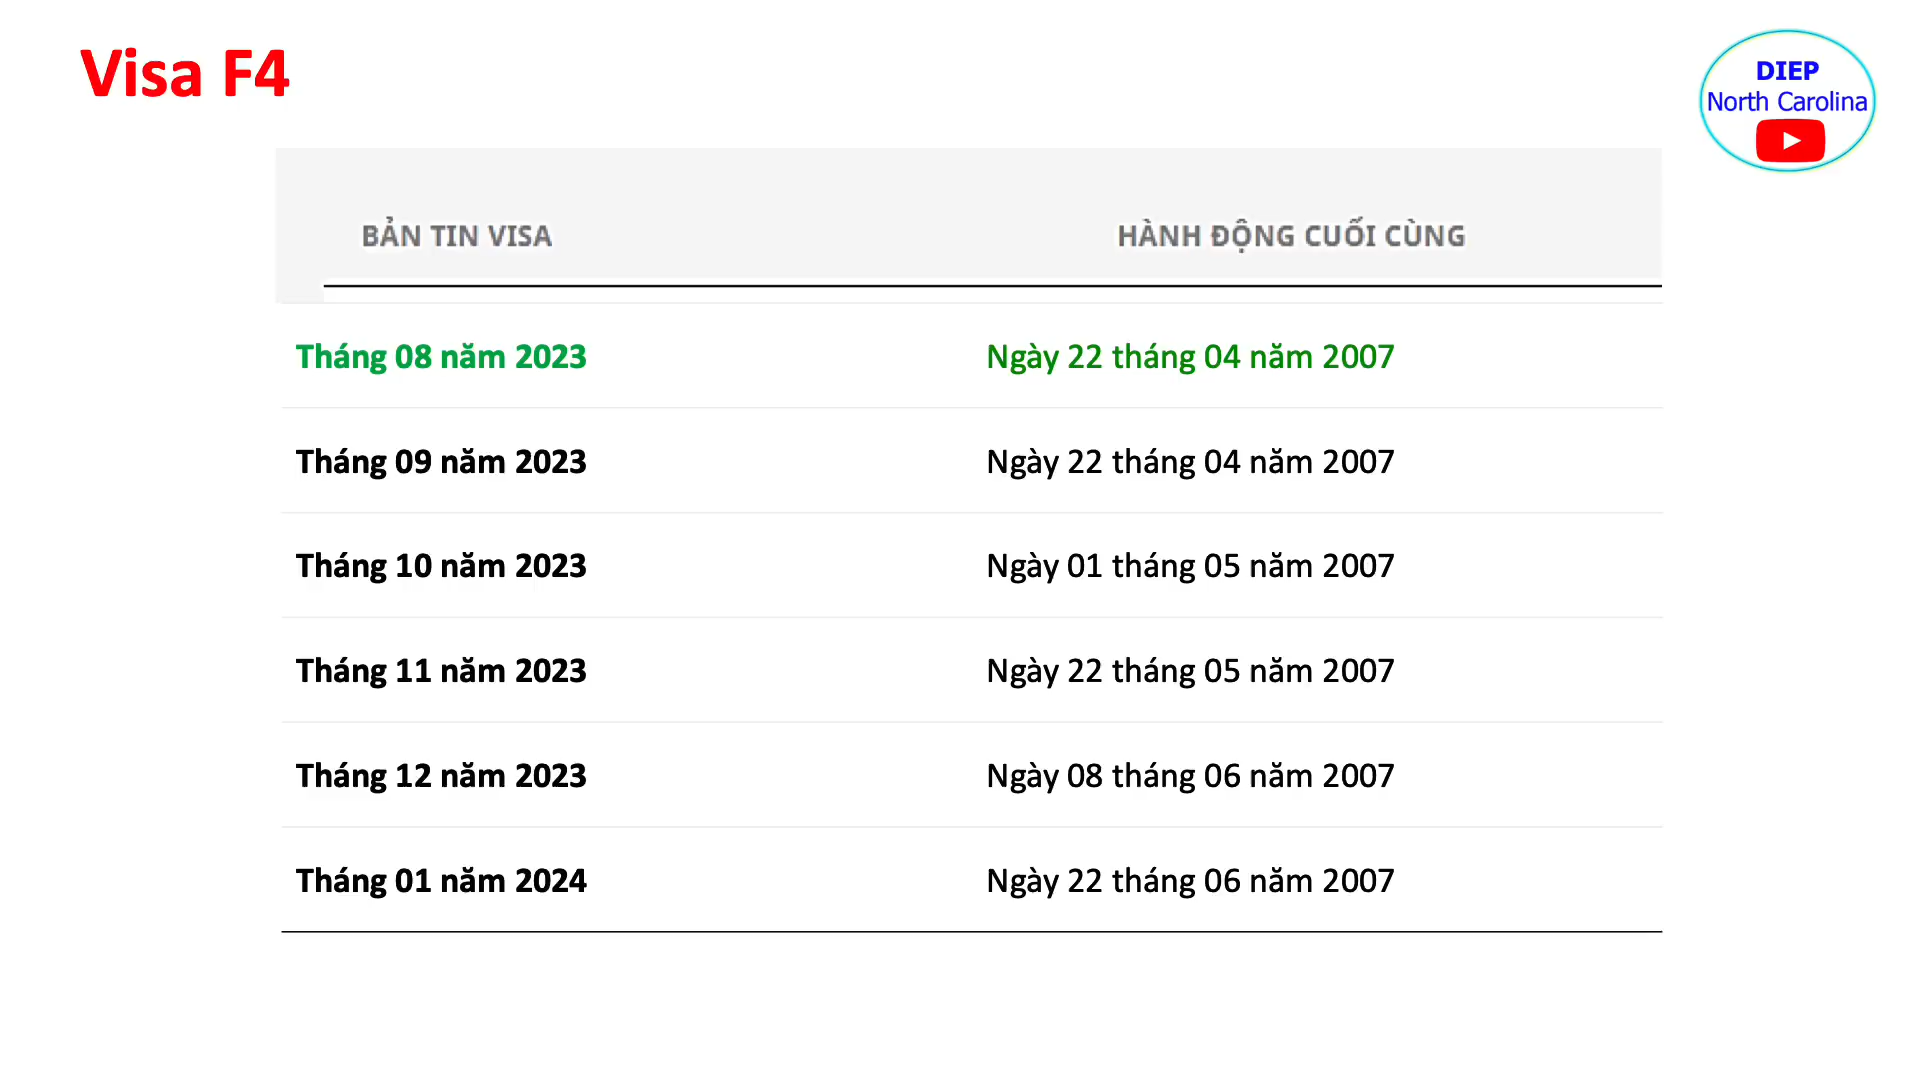 Visa F4
DIEP
North Carolina
BẢN TIN VISA HÀNH ĐỘNG CUỐI CÙNG
Tháng 08 năm 2023 Ngày 22 tháng 04 năm 2007
Tháng 09 năm 2023 Ngày 22 tháng 04 năm 2007
Tháng 10 năm 2023 Ngày 01 tháng 05 năm 2007
Tháng 11 năm 2023 Ngày 22 tháng 05 năm 2007
Tháng 12 năm 2023 Ngày 08 tháng 06 năm 2007
Tháng 01 năm 2024 Ngày 22 tháng 06 năm 2007